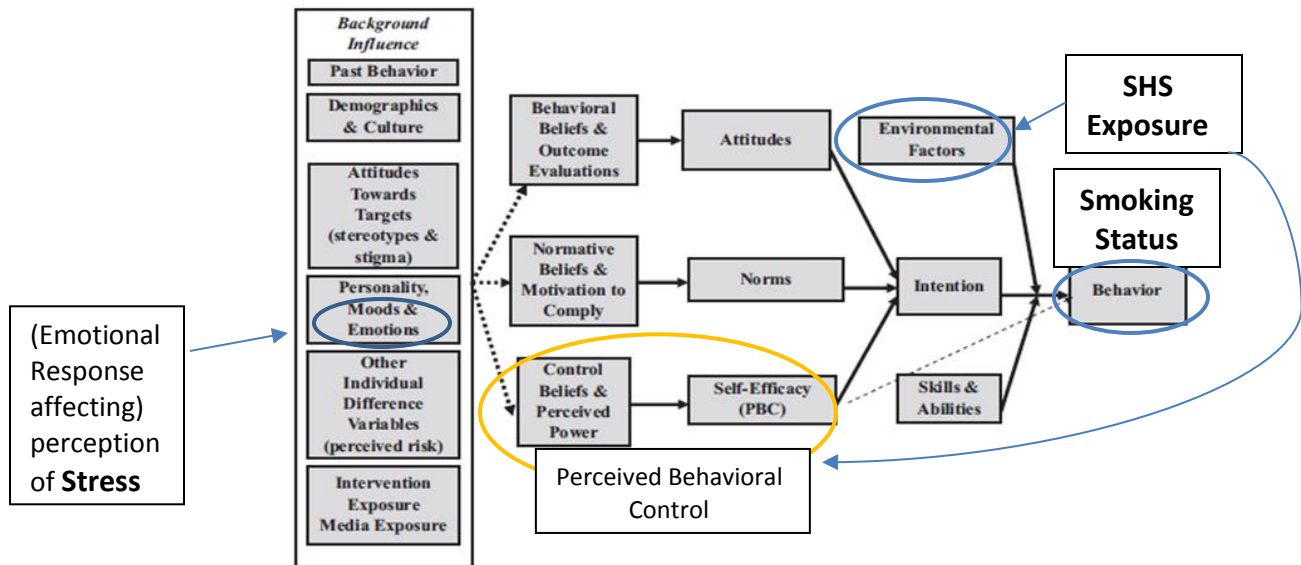 Background
Influence
Past Behavior
Demographics
& Culture
Attitudes
Towards
Targets
(stereotypes &
stigma)
Personality,
Moods &
Emotions
Other
Individual
Difference
Variables
(perceived risk)
Intervention
Exposure
Media Exposure
(Emotional
Response
affecting)
perception
of Stress
Behavioral
Beliefs &
Outcome
Evaluations
Attitudes
Normative
Beliefs &
Motivation to
Comply
Norms
Control
Beliefs &
Perceived
Power
Self-Efficacy
(PBC)
Perceived Behavioral
Control
Environmental
Factors
Intention
Skills &
Abilities
SHS
Exposure
Smoking
Status
Behavior